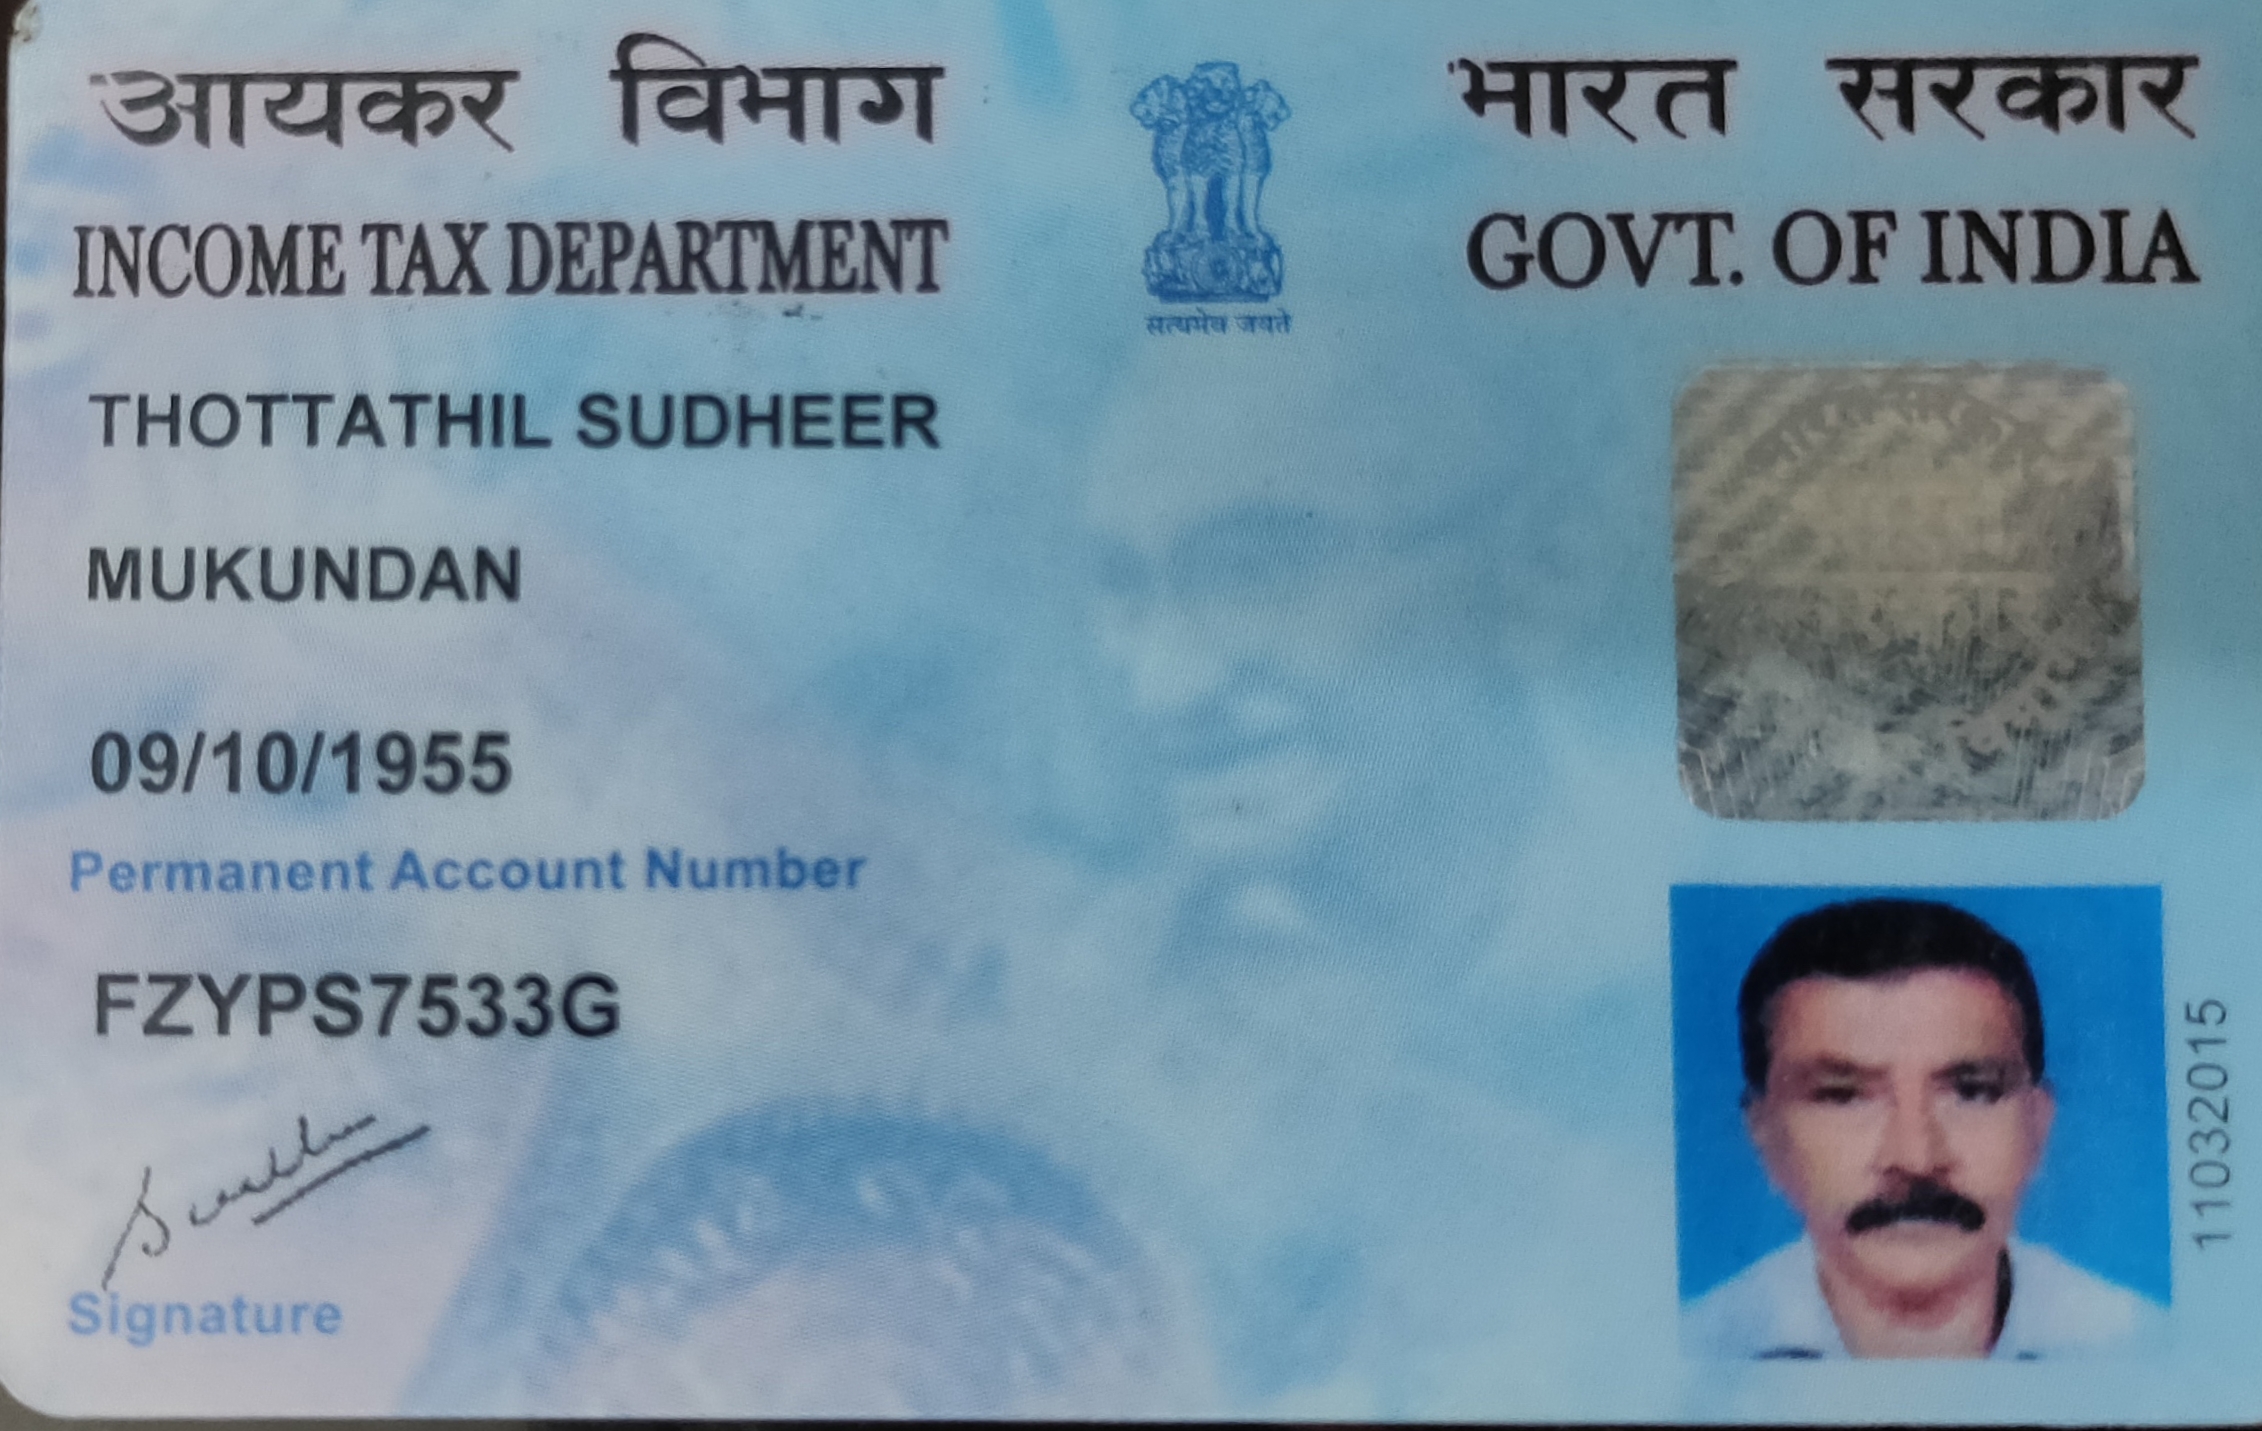 आयकर विभाग
INCOME TAX DEPARTMENT
सत्यमेव जयते
भारत सरकार
GOVT. OF INDIA
THOTTATHIL SUDHEER
MUKUNDAN
09/10/1955
Permanent Account Number
FZYPS7533G
Signature
11032015